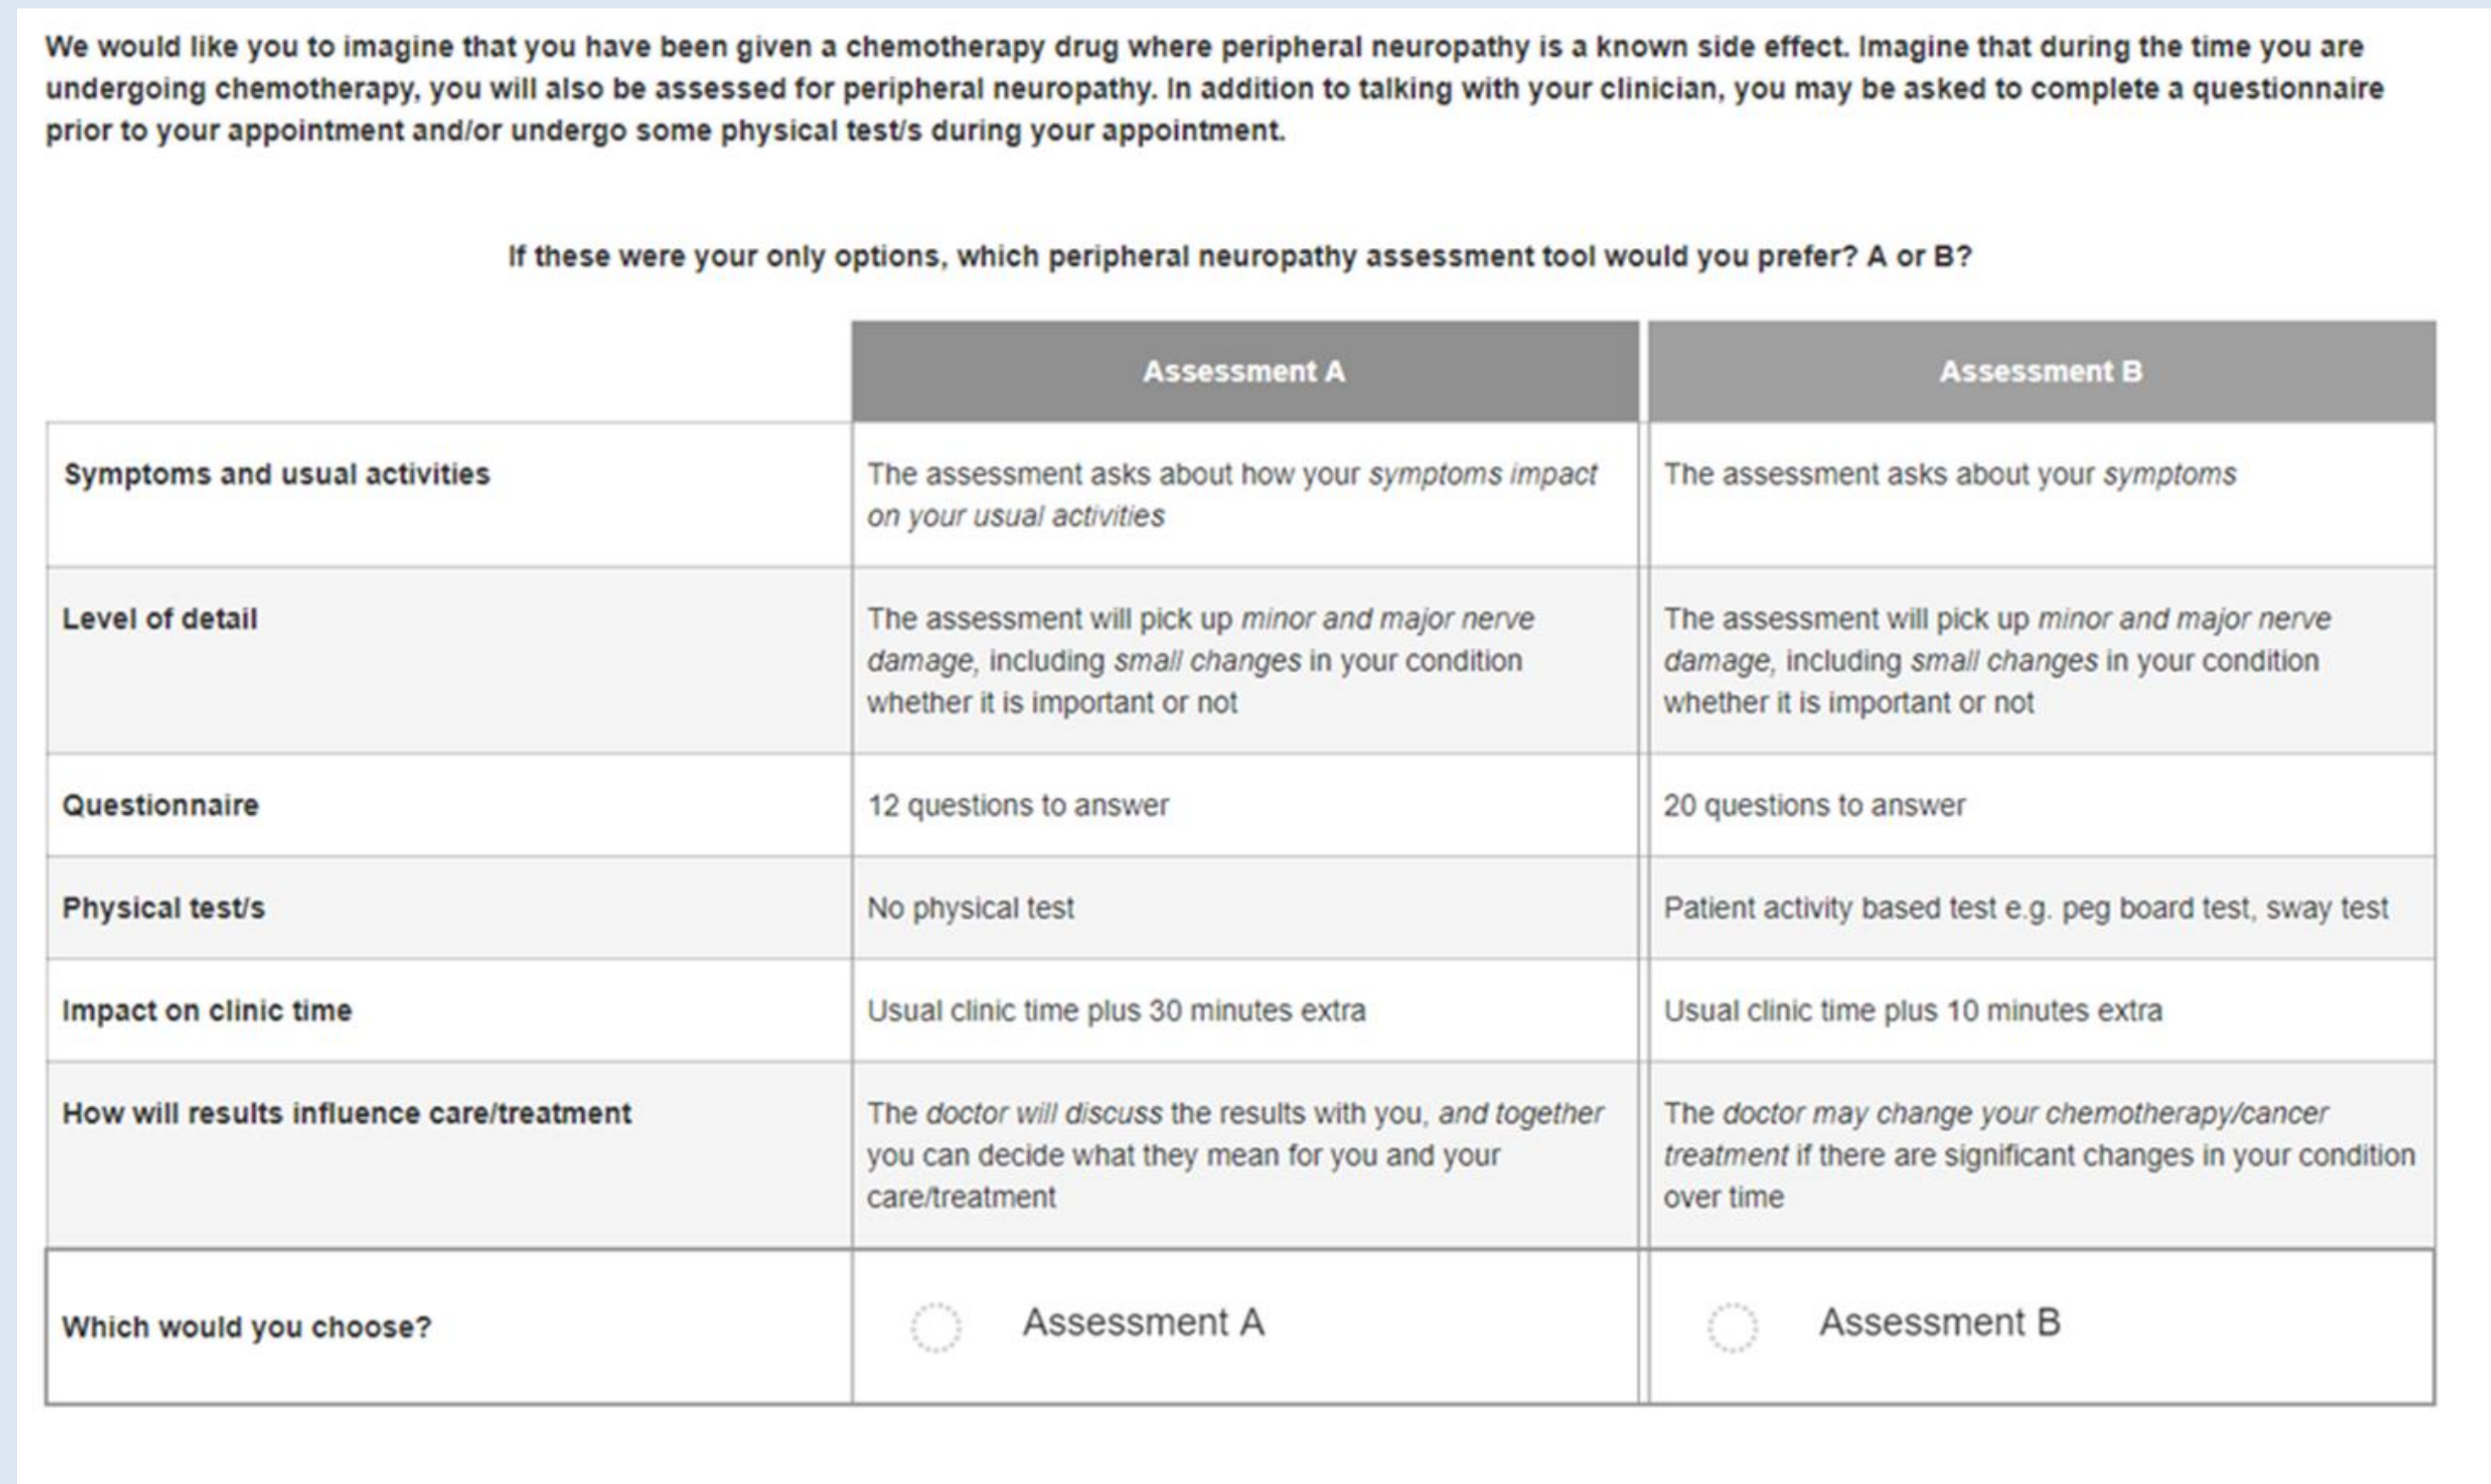 We would like you to imagine that you have been given a chemotherapy drug where peripheral neuropathy is a known side effect. Imagine that during the time you are
undergoing chemotherapy, you will also be assessed for peripheral neuropathy. In addition to talking with your clinician, you may be asked to complete a questionnaire
prior to your appointment and/or undergo some physical test/s during your appointment.
If these were your only options, which peripheral neuropathy assessment tool would you prefer? A or B?
Assessment A
Assessment B
Symptoms and usual activities
The assessment asks about how your symptoms impact
on your usual activities
The assessment asks about your symptoms
Level of detail
The assessment will pick up minor and major nerve
damage, including small changes in your condition
whether it is important or not
The assessment will pick up minor and major nerve
damage, including small changes in your condition
whether it is important or not
Questionnaire
12 questions to answer
20 questions to answer
Physical test/s
No physical test
Patient activity based test e.g. peg board test, sway test
Impact on clinic time
Usual clinic time plus 30 minutes extra
Usual clinic time plus 10 minutes extra
How will results influence care/treatment
The doctor will discuss the results with you, and together
you can decide what they mean for you and your
care/treatment
The doctor may change your chemotherapy/cancer
treatment if there are significant changes in your condition
over time
Which would you choose?
Assessment A
Assessment B